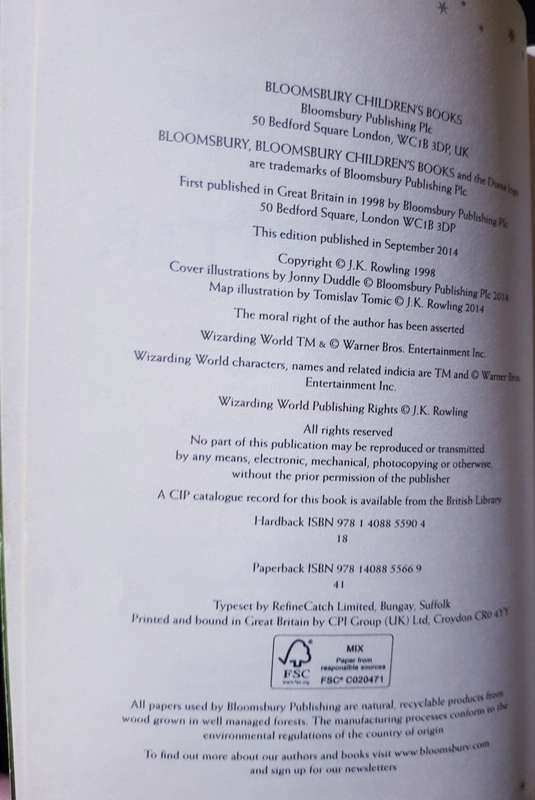 BLOOMSBURY CHILDREN'S BOOKS
Bloomsbury Publishing Plc
50 Bedford Square London, WC1B 3DP, UK
BLOOMSBURY, BLOOMSBURY CHILDREN'S BOOKS and the Diana logo
are trademarks of Bloomsbury Publishing Plc
First published in Great Britain in 1998 by Bloomsbury Publishing Plc
50 Bedford Square, London WC1B 3DP
This edition published in September 2014
Copyright © J.K. Rowling 1998
Cover illustrations by Jonny Duddle © Bloomsbury Publishing Plc 2014
Map illustration by Tomislav Tomic © J.K. Rowling 2014
The moral right of the author has been asserted
Wizarding World TM & © Warner Bros. Entertainment Inc.
Wizarding World characters, names and related indicia are TM and © Warner Bros.
Entertainment Inc.
Wizarding World Publishing Rights © J.K. Rowling
All rights reserved
No part of this publication may be reproduced or transmitted
by any means, electronic, mechanical, photocopying or otherwise,
without the prior permission of the publisher
A CIP catalogue record for this book is available from the British Library
Hardback ISBN 978 1 4088 5590 4
18
Paperback ISBN 978 14088 5566 9
41
Typeset by RefineCatch Limited, Bungay, Suffolk
Printed and bound in Great Britain by CPI Group (UK) Ltd, Croydon CR0 4YY
FSC
www.fsc.org
MIX
Paper from
responsible sources
FSC® C020471
All papers used by Bloomsbury Publishing are natural, recyclable products from
wood grown in well managed forests. The manufacturing processes conform to the
environmental regulations of the country of origin
To find out more about our authors and books visit www.bloomsbury.com
and sign up for our newsletters